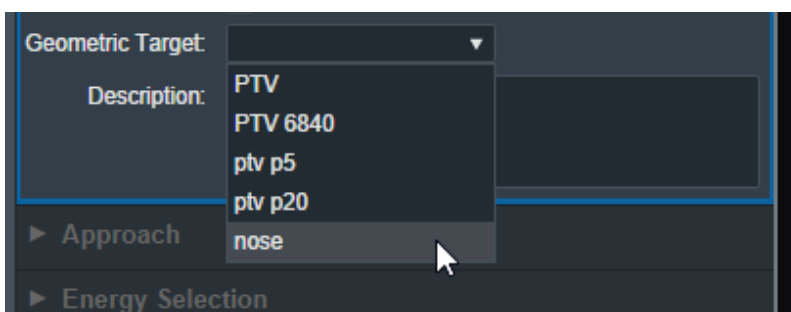 Geometric Target:
Description:
PTV
PTV 6840
ptv p5
ptv p20
nose
Approach
Energy Selection